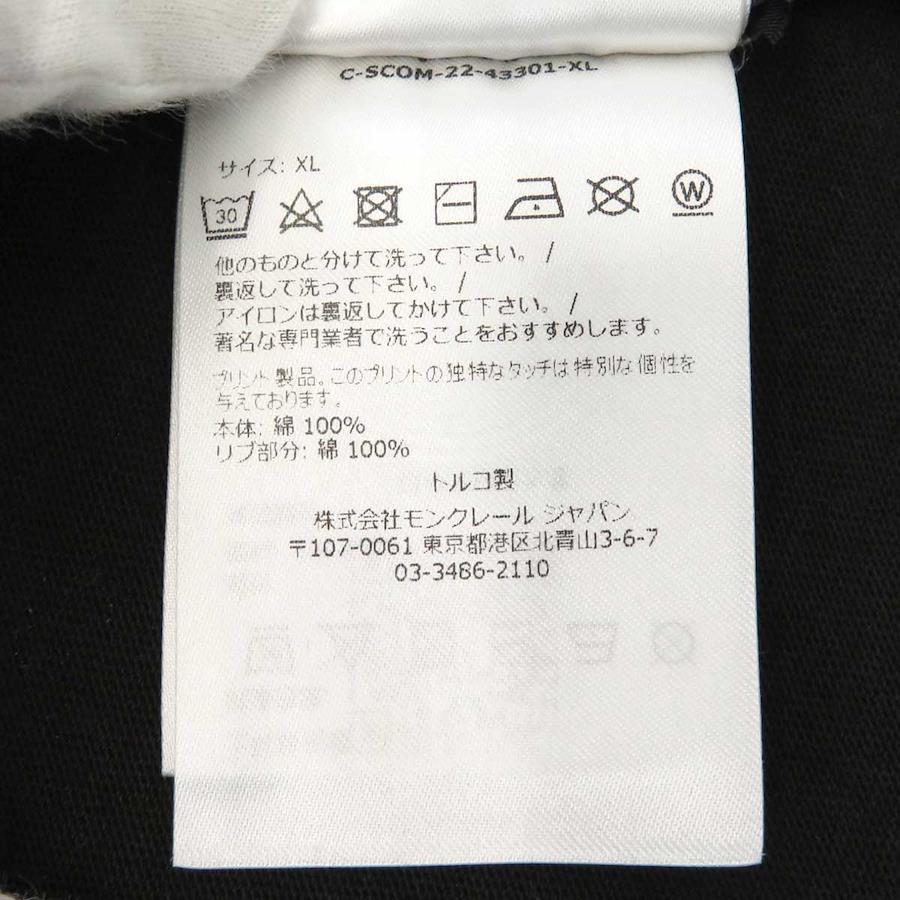 C-SCOM-22-43301-XL
サイズ: XL
30
W
他のものと分けて洗って下さい。 /
裏返して洗って下さい。 /
アイロンは裏返してかけて下さい。 /
著名な専門業者で洗うことをおすすめします。
プリント製品。このプリントの独特なタッチは特別な個性を
与えております。
本体: 綿 100%
リブ部分: 綿 100%
トルコ製
株式会社モンクレール ジャパン
〒107-0061 東京都港区北青山3-6-7
03-3486-2110